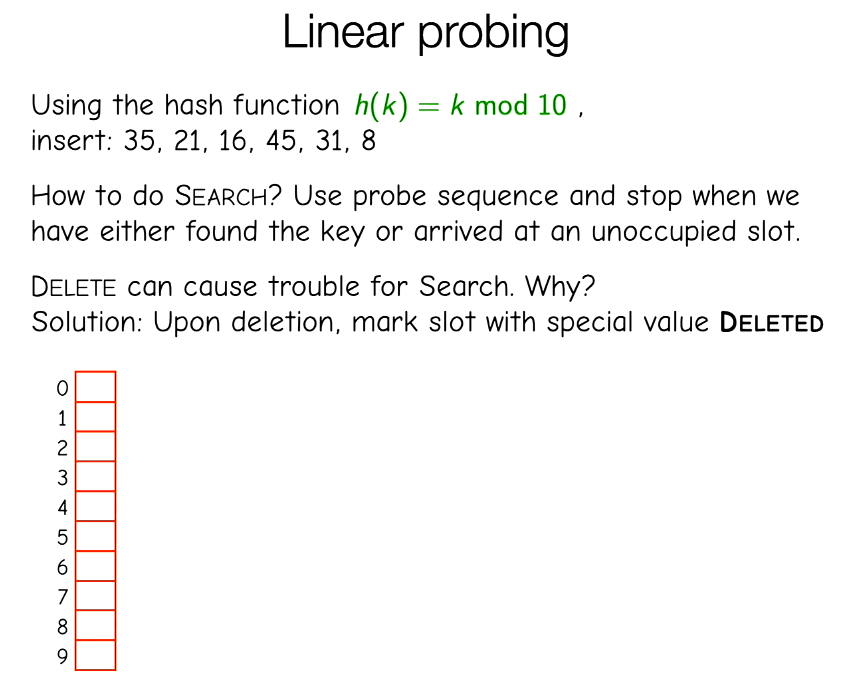 Linear probing
Using the hash function h(k) = k mod 10 ,
insert: 35, 21, 16, 45, 31, 8
How to do SEARCH? Use probe sequence and stop when we
have either found the key or arrived at an unoccupied slot.
DELETE can cause trouble for Search. Why?
Solution: Upon deletion, mark slot with special value DELETED
0
1
2
3
4
5
6
7
8
9